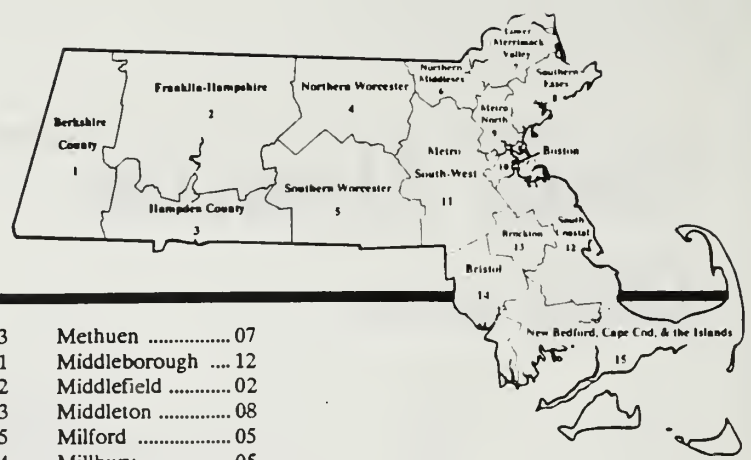 Lower
Merrimack
Valley
7
Northern
Middlesex
6
Southern
Essex
8
Franklin-Hampshire
2
Northern Worcester
4
Metro
North
9
Berkshire
County
1
Boston
10
Metro
South-West
11
Southern Worcester
5
Hampden County
3
South
Coastal
12
Brockton
13
Bristol
14
New Bedford, Cape Cod, & the Islands
15
3 Methuen ............... 07
1 Middleborough .... 12
2 Middlefield ........... 02
3 Middleton ............. 08
5 Milford ................. 05